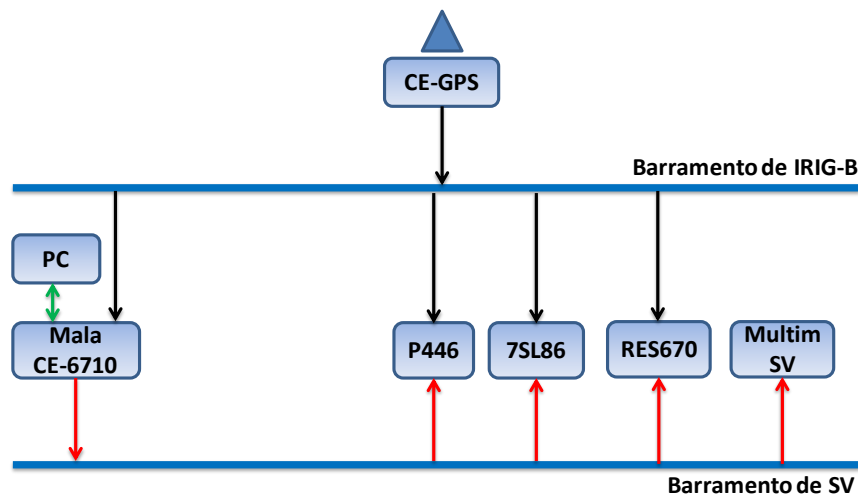 CE-GPS
Barramento de IRIG-B
PC
Mala
CE-6710
P446
7SL86
RES670
Multim
SV
Barramento de SV